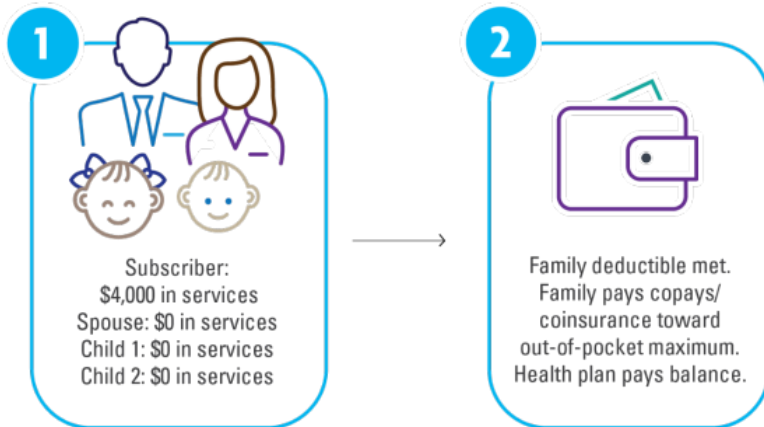 1
Subscriber:
$4,000 in services
Spouse: $0 in services
Child 1: $0 in services
Child 2: $0 in services
2
Family deductible met.
Family pays copays/
coinsurance toward
out-of-pocket maximum.
Health plan pays balance.